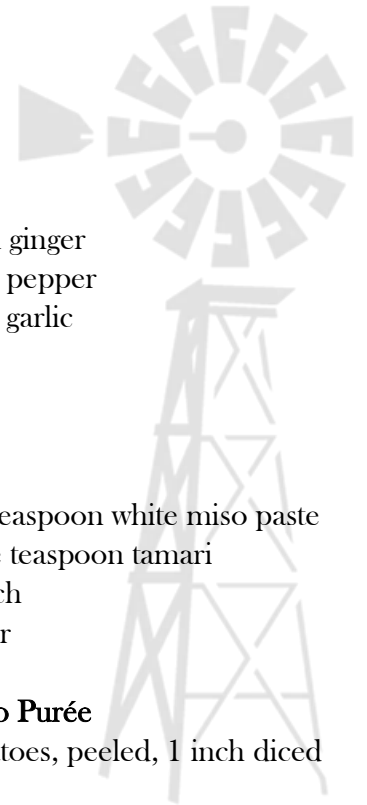 ginger
pepper
garlic
easpoon white miso paste
teaspoon tamari
ch
r
o Purée
toes, peeled, 1 inch diced